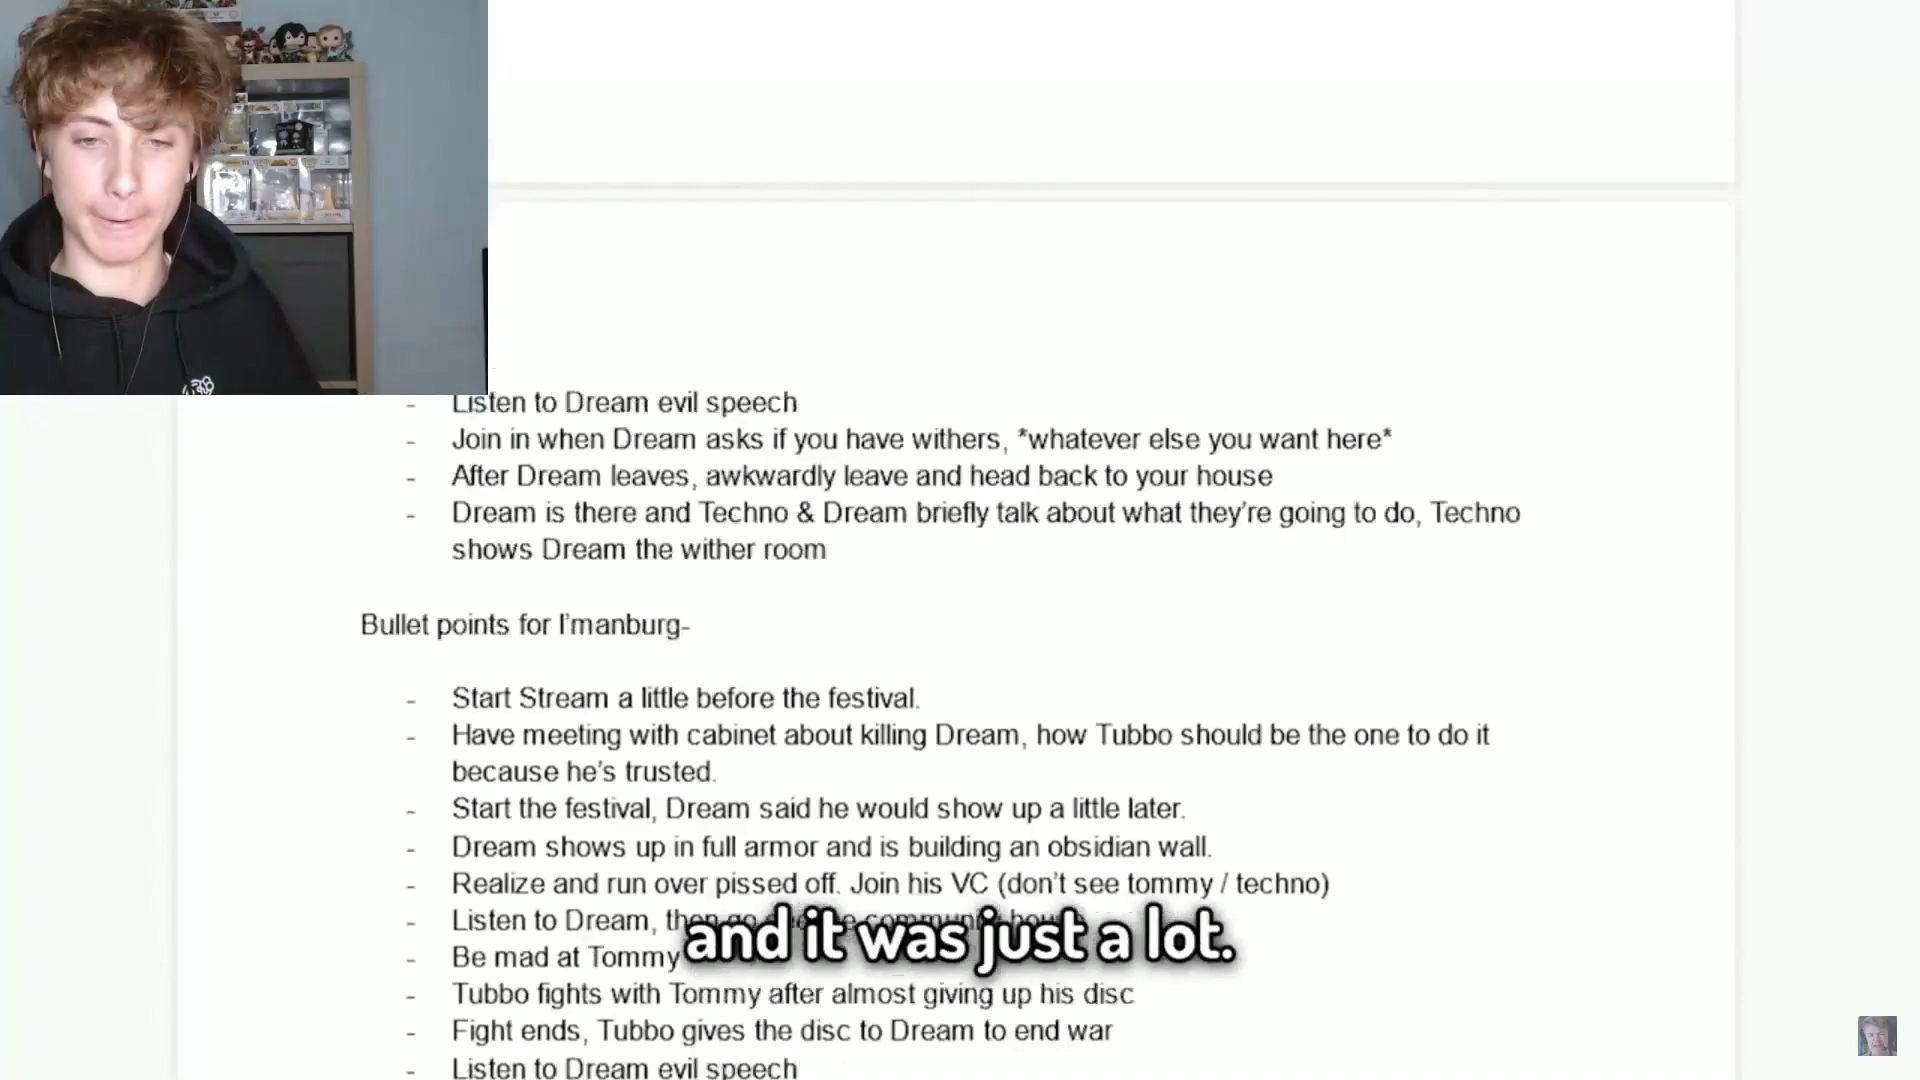 - Listen to Dream evil speech
- Join in when Dream asks if you have withers, *whatever else you want here*
- After Dream leaves, awkwardly leave and head back to your house
- Dream is there and Techno & Dream briefly talk about what they're going to do, Techno
shows Dream the wither room
Bullet points for l'manburg-
- Start Stream a little before the festival.
- Have meeting with cabinet about killing Dream, how Tubbo should be the one to do it
because he's trusted.
- Start the festival, Dream said he would show up a little later.
- Dream shows up in full armor and is building an obsidian wall.
- Realize and run over pissed off. Join his VC (don't see tommy / techno)
- Listen to Dream, then go
and it was just a lot.
- Be mad at Tommy
- Tubbo fights with Tommy after almost giving up his disc
- Fight ends, Tubbo gives the disc to Dream to end war
- Listen to Dream evil speech